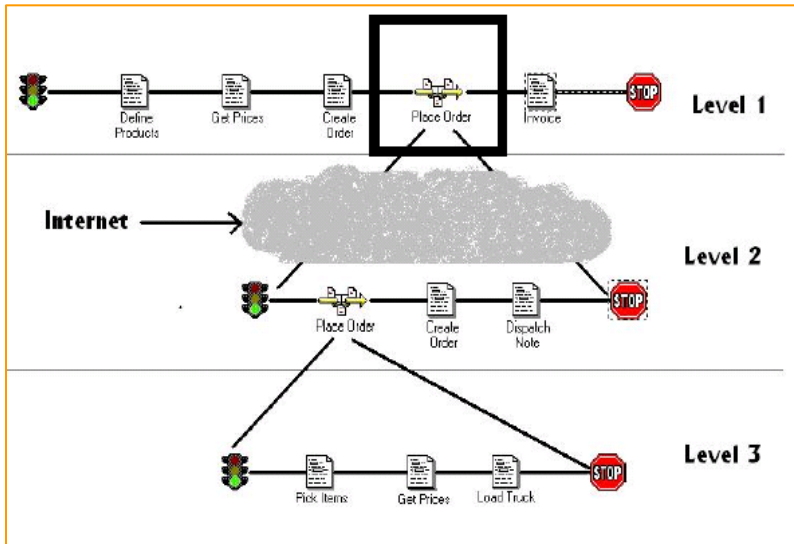 Define
Products
Get Prices
Create
Order
Place Order
Invoice
STOP
Level 1
Internet
Level 2
Place Order
Create
Order
Dispatch
Note
STOP
Level 3
Pick Items
Get Prices
Load Truck
STOP